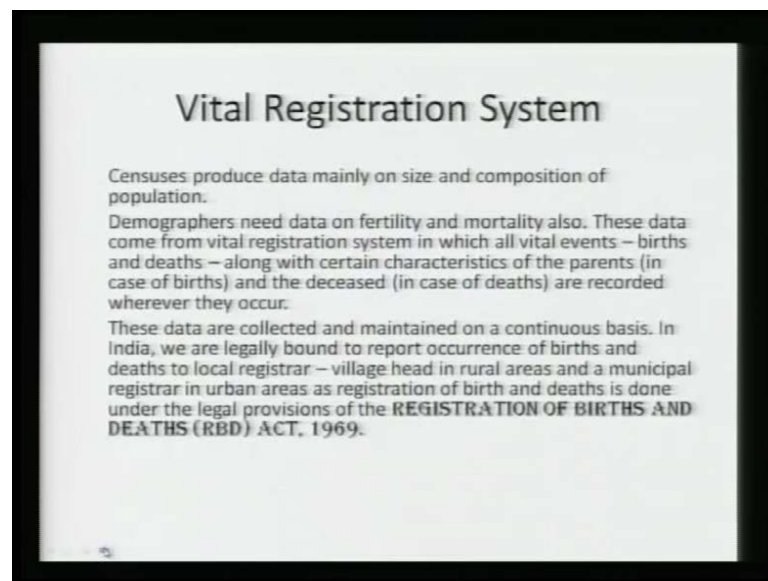 Vital Registration System
Censuses produce data mainly on size and composition of
population.
Demographers need data on fertility and mortality also. These data
come from vital registration system in which all vital events – births
and deaths – along with certain characteristics of the parents (in
case of births) and the deceased (in case of deaths) are recorded
wherever they occur.
These data are collected and maintained on a continuous basis. In
India, we are legally bound to report occurrence of births and
deaths to local registrar – village head in rural areas and a municipal
registrar in urban areas as registration of birth and deaths is done
under the legal provisions of the REGISTRATION OF BIRTHS AND
DEATHS (RBD) ACT, 1969.